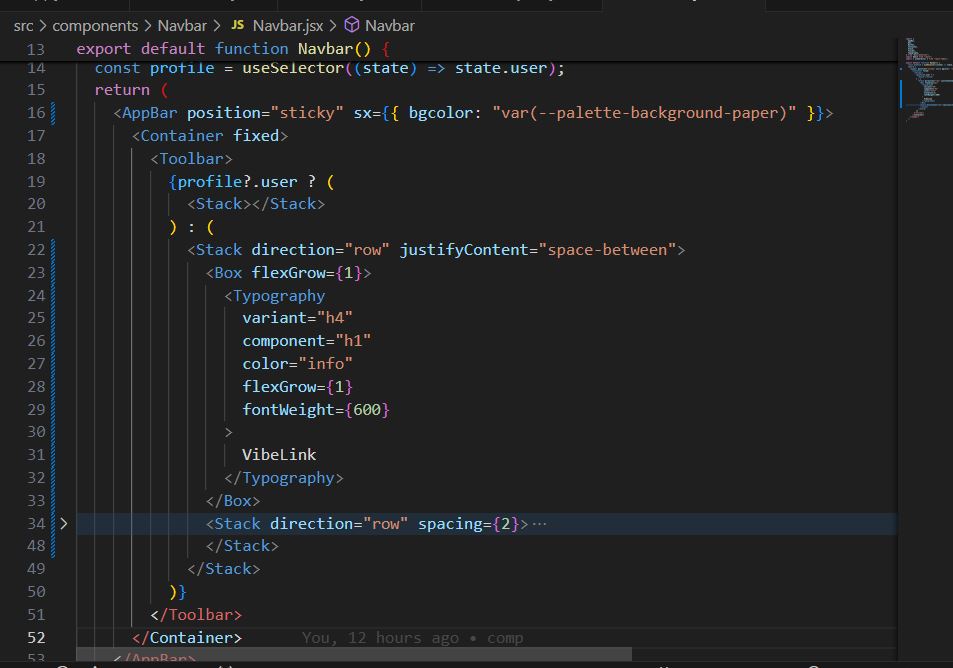 src > components > Navbar > JS Navbar.jsx > Navbar
13 export default function Navbar() {
14 const profile = useSelector((state) => state.user);
15 return (
16 <AppBar position="sticky" sx={{ bgcolor: "var(--palette-background-paper)" }}>
17 <Container fixed>
18 <Toolbar>
19 {profile?.user ? (
20 <Stack></Stack>
21 ) : (
22 <Stack direction="row" justifyContent="space-between">
23 <Box flexGrow={1}>
24 <Typography
25 variant="h4"
26 component="h1"
27 color="info"
28 flexGrow={1}
29 fontWeight={600}
30 >
31 VibeLink
32 </Typography>
33 </Box>
34 <Stack direction="row" spacing={2}>…
48 </Stack>
49 </Stack>
50 )}
51 </Toolbar>
52 </Container> You, 12 hours ago • comp
53 </AppBar>